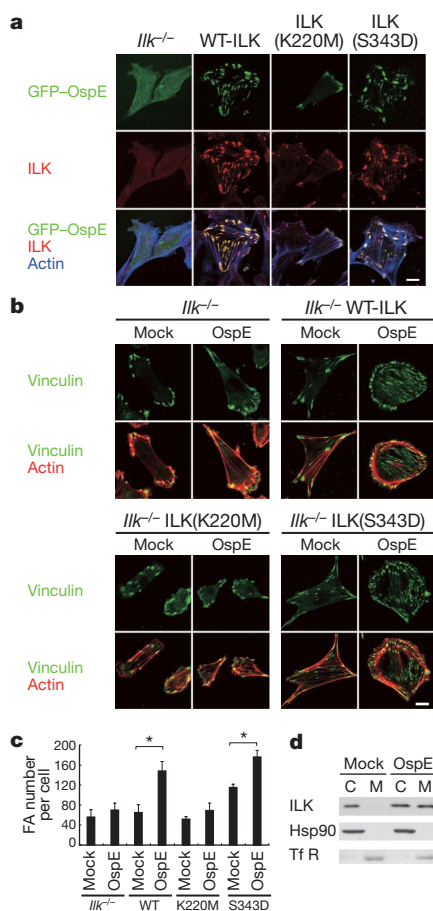 a
Ilk–/– WT-ILK ILK (K220M) ILK (S343D)
GFP–OspE
ILK
GFP–OspE
ILK
Actin
b
Ilk–/– Ilk–/– WT-ILK
Mock OspE Mock OspE
Vinculin
Vinculin
Actin
Ilk–/– ILK(K220M) Ilk–/– ILK(S343D)
Mock OspE Mock OspE
Vinculin
Vinculin
Actin
c
FA number per cell
160
120
80
40
0
* *
Mock OspE Mock OspE Mock OspE Mock OspE
Ilk–/– WT K220M S343D
d
Mock OspE
C M C M
ILK
Hsp90
Tf R